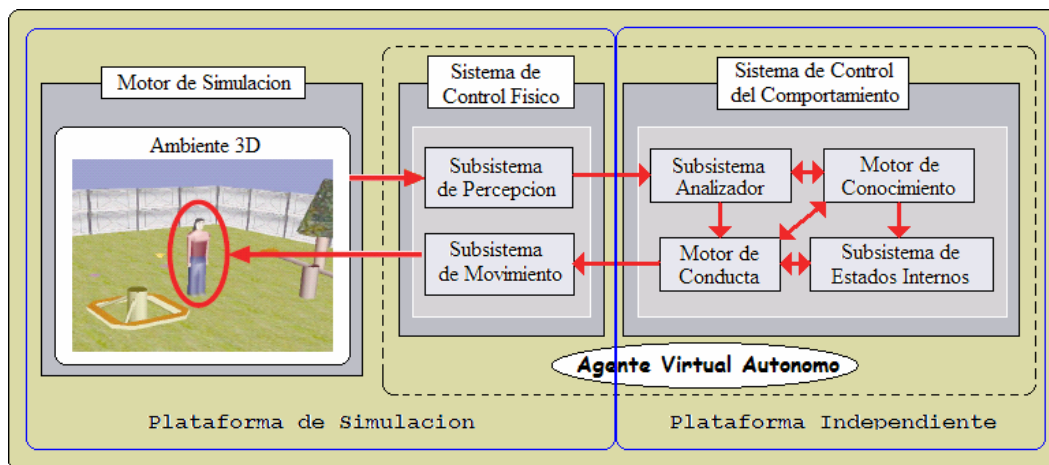 Motor de Simulacion
Ambiente 3D
Sistema de
Control Fisico
Subsistema
de Percepcion
Subsistema
de Movimiento
Sistema de Control
del Comportamiento
Subsistema
Analizador
Motor de
Conocimiento
Motor de
Conducta
Subsistema de
Estados Internos
Agente Virtual Autonomo
Plataforma de Simulacion
Plataforma Independiente